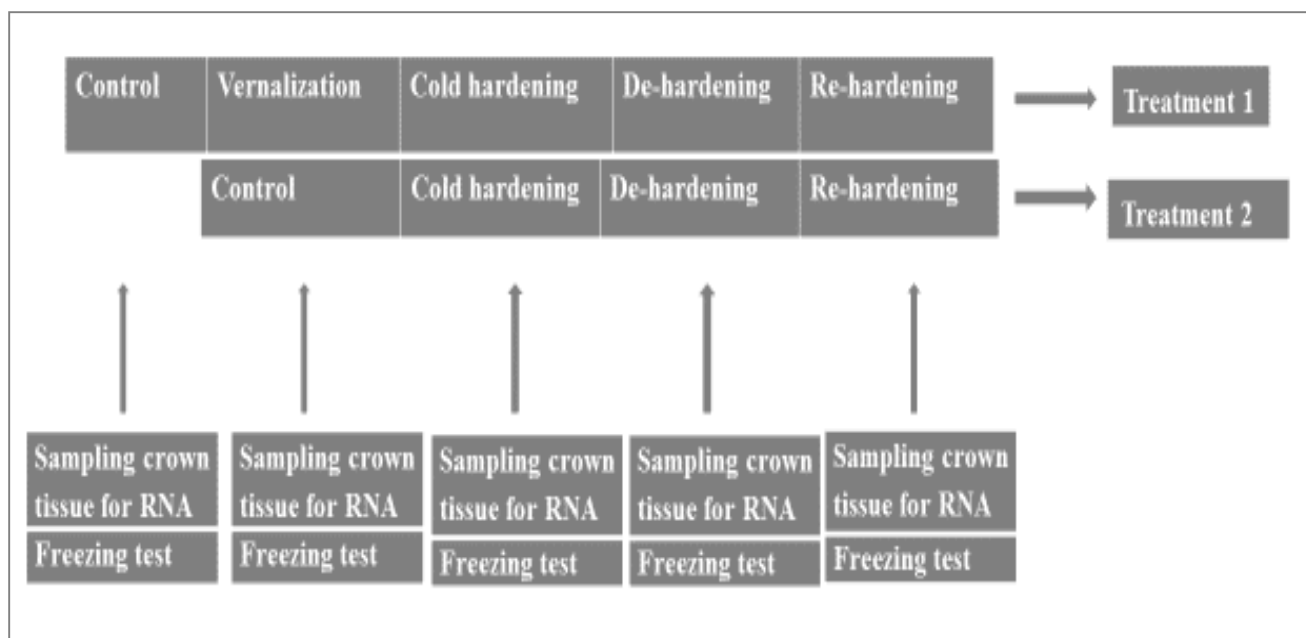 Control Vernalization Cold hardening De-hardening Re-hardening Treatment 1
Control Cold hardening De-hardening Re-hardening Treatment 2
Sampling crown Sampling crown Sampling crown Sampling crown Sampling crown
tissue for RNA tissue for RNA tissue for RNA tissue for RNA tissue for RNA
Freezing test Freezing test Freezing test Freezing test Freezing test